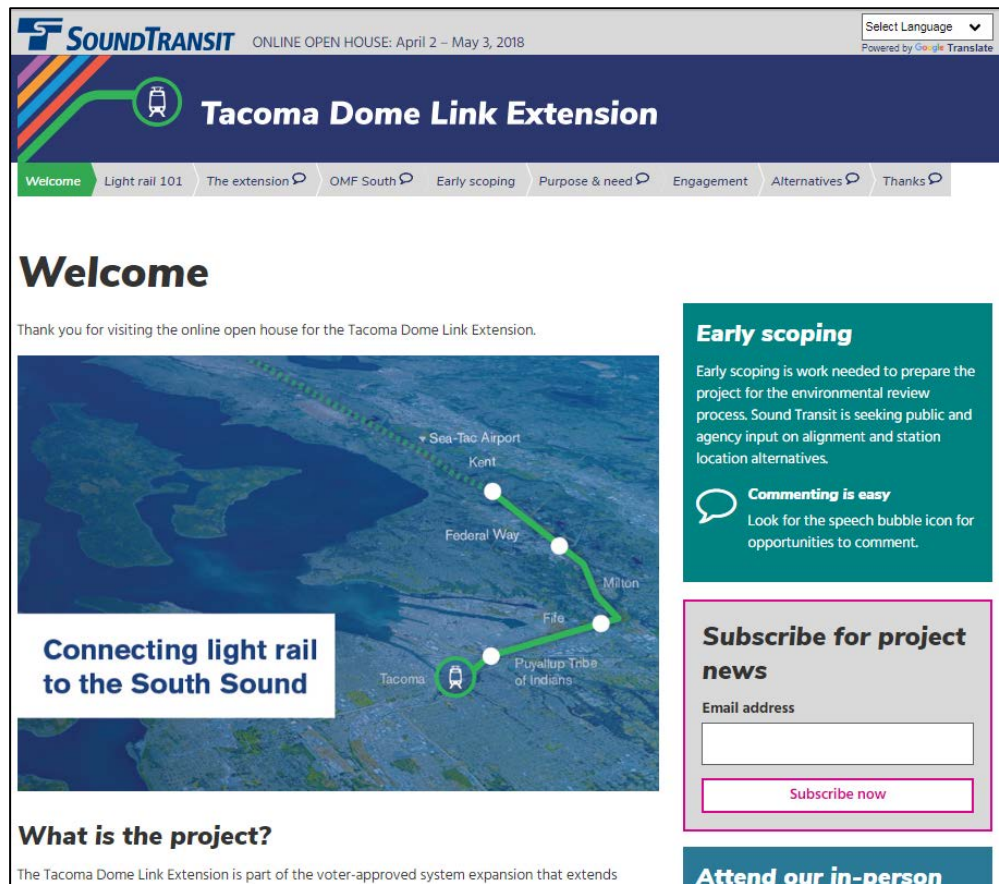 SOUNDTRANSIT ONLINE OPEN HOUSE: April 2 – May 3, 2018
Select Language
Powered by Google Translate
Tacoma Dome Link Extension
Welcome Light rail 101 The extension OMF South Early scoping Purpose & need Engagement Alternatives Thanks
Welcome
Thank you for visiting the online open house for the Tacoma Dome Link Extension.
Sea-Tac Airport
Kent
Federal Way
Milton
Fife
Puyallup Tribe
of Indians
Tacoma
Connecting light rail
to the South Sound
What is the project?
The Tacoma Dome Link Extension is part of the voter-approved system expansion that extends
Early scoping
Early scoping is work needed to prepare the
project for the environmental review
process. Sound Transit is seeking public and
agency input on alignment and station
location alternatives.
Commenting is easy
Look for the speech bubble icon for
opportunities to comment.
Subscribe for project
news
Email address
Subscribe now
Attend our in-person